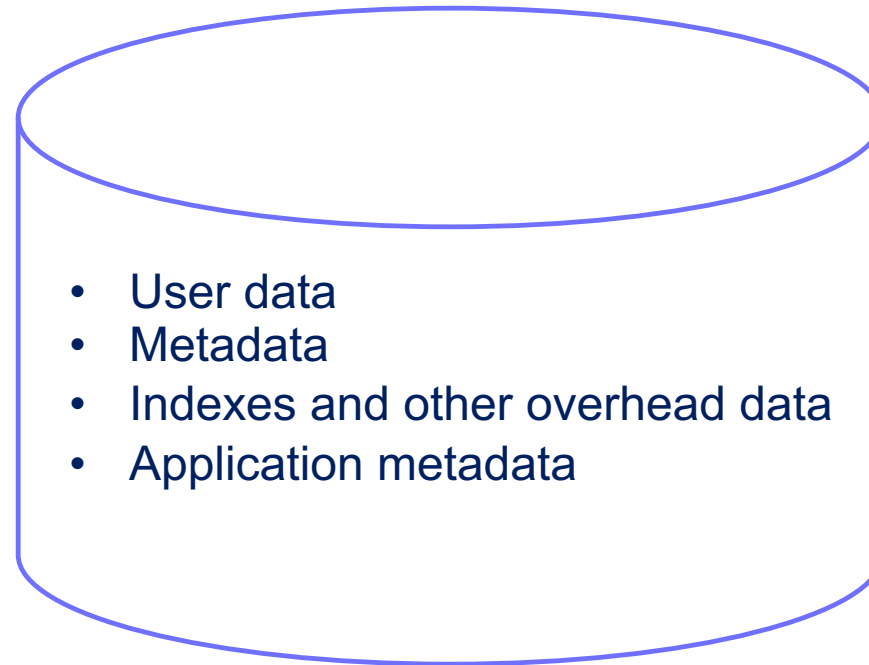 • User data
• Metadata
• Indexes and other overhead data
• Application metadata